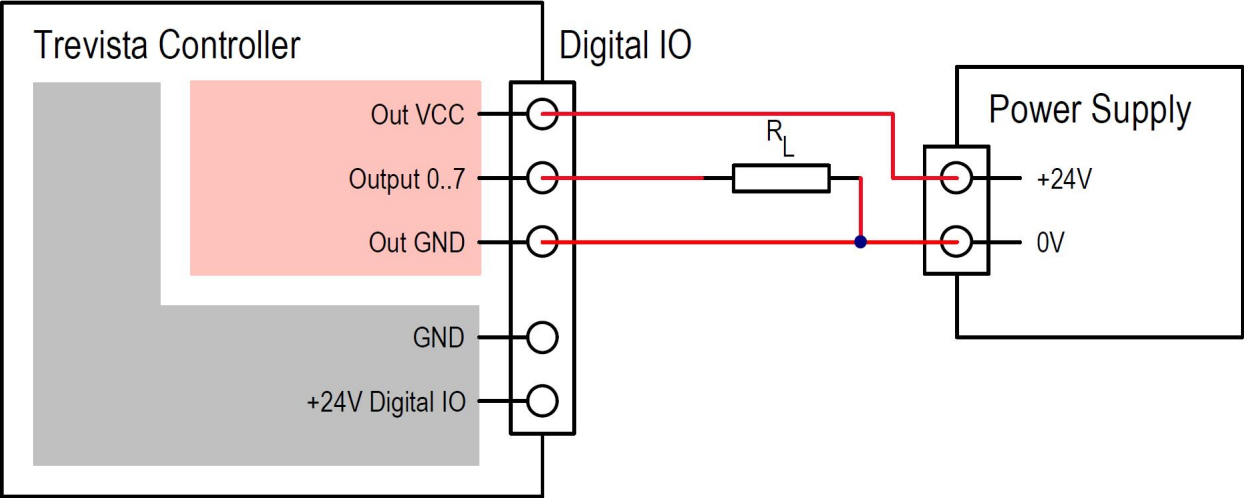 Trevista Controller
Digital IO
Power Supply
Out VCC
Output 0..7
Out GND
GND
+24V Digital IO
RL
+24V
0V